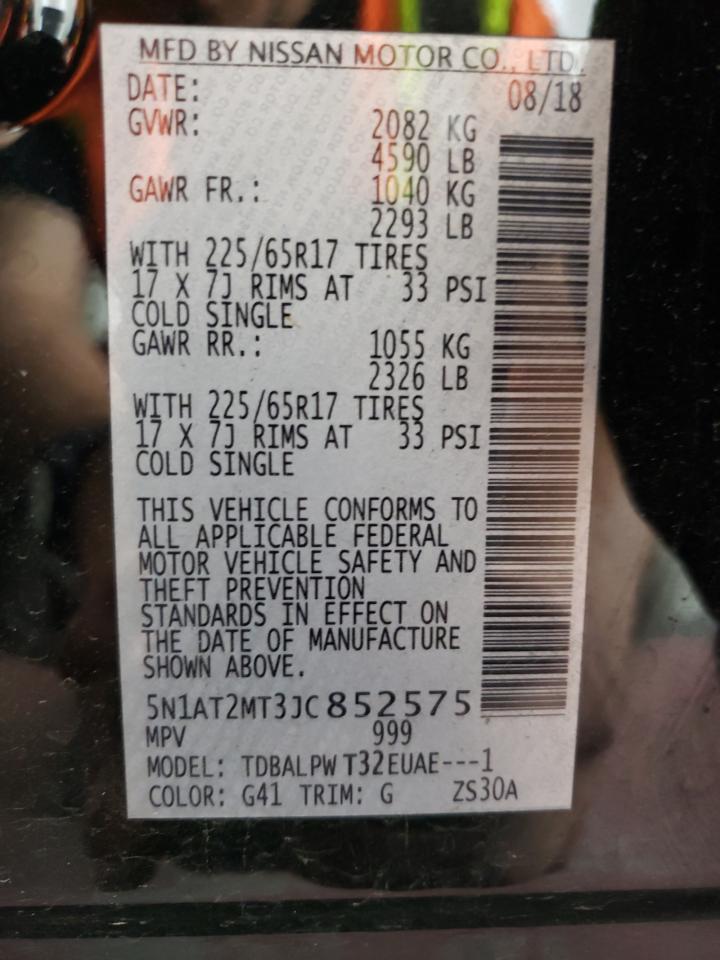 MFD BY NISSAN MOTOR CO., LTD.
DATE: 08/18
GVWR: 2082 KG
4590 LB
GAWR FR.: 1040 KG
2293 LB
WITH 225/65R17 TIRES
17 X 7J RIMS AT 33 PSI
COLD SINGLE
GAWR RR.: 1055 KG
2326 LB
WITH 225/65R17 TIRES
17 X 7J RIMS AT 33 PSI
COLD SINGLE
THIS VEHICLE CONFORMS TO
ALL APPLICABLE FEDERAL
MOTOR VEHICLE SAFETY AND
THEFT PREVENTION
STANDARDS IN EFFECT ON
THE DATE OF MANUFACTURE
SHOWN ABOVE.
5N1AT2MT3JC852575
MPV 999
MODEL: TDBALPW T32EUAE---1
COLOR: G41 TRIM: G ZS30A